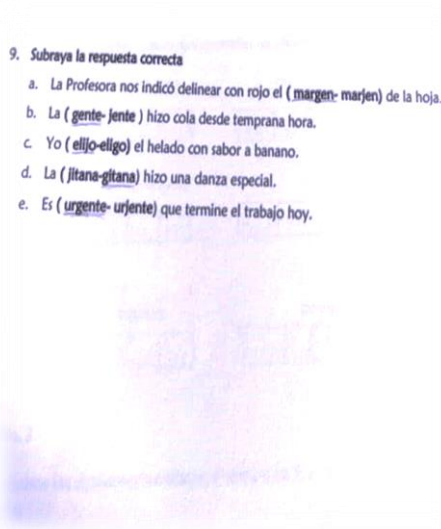 9. Subraya la respuesta correcta
a. La Profesora nos indicó delinear con rojo el ( margen- marjen) de la hoja.
b. La ( gente- jente ) hizo cola desde temprana hora.
c. Yo ( elijo-eligo) el helado con sabor a banano.
d. La ( jitana-gitana) hizo una danza especial.
e. Es ( urgente- urjente) que termine el trabajo hoy.